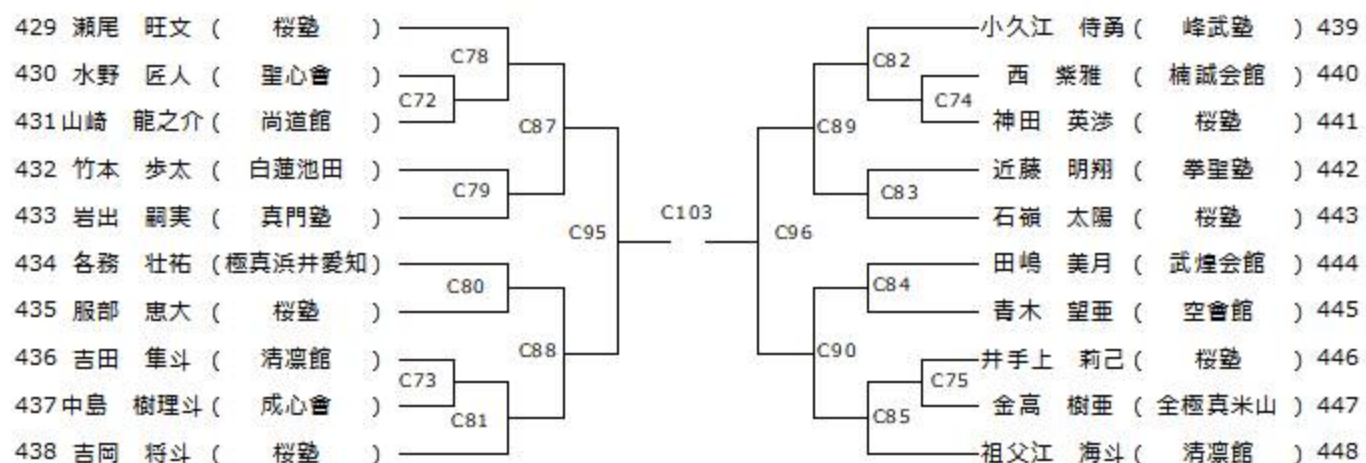 429 瀬尾 旺文 ( 桜塾 )
430 水野 匠人 ( 聖心會 )
431 山崎 龍之介 ( 尚道館 )
432 竹本 歩太 ( 白蓮池田 )
433 岩出 嗣実 ( 真門塾 )
434 各務 壮祐 (極真浜井愛知)
435 服部 恵大 ( 桜塾 )
436 吉田 隼斗 ( 清凛館 )
437 中島 樹理斗 ( 成心會 )
438 吉岡 将斗 ( 桜塾 )
C78
C72
C87
C79
C95
C80
C88
C73
C81
C103
C82
C74
C89
C83
C96
C84
C90
C75
C85
小久江 侍勇 ( 峰武塾 ) 439
西 紫雅 ( 楠誠会館 ) 440
神田 英渉 ( 桜塾 ) 441
近藤 明翔 ( 拳聖塾 ) 442
石嶺 太陽 ( 桜塾 ) 443
田嶋 美月 ( 武煌会館 ) 444
青木 望亜 ( 空會館 ) 445
井手上 莉己 ( 桜塾 ) 446
金高 樹亜 ( 全極真米山 ) 447
祖父江 海斗 ( 清凛館 ) 448